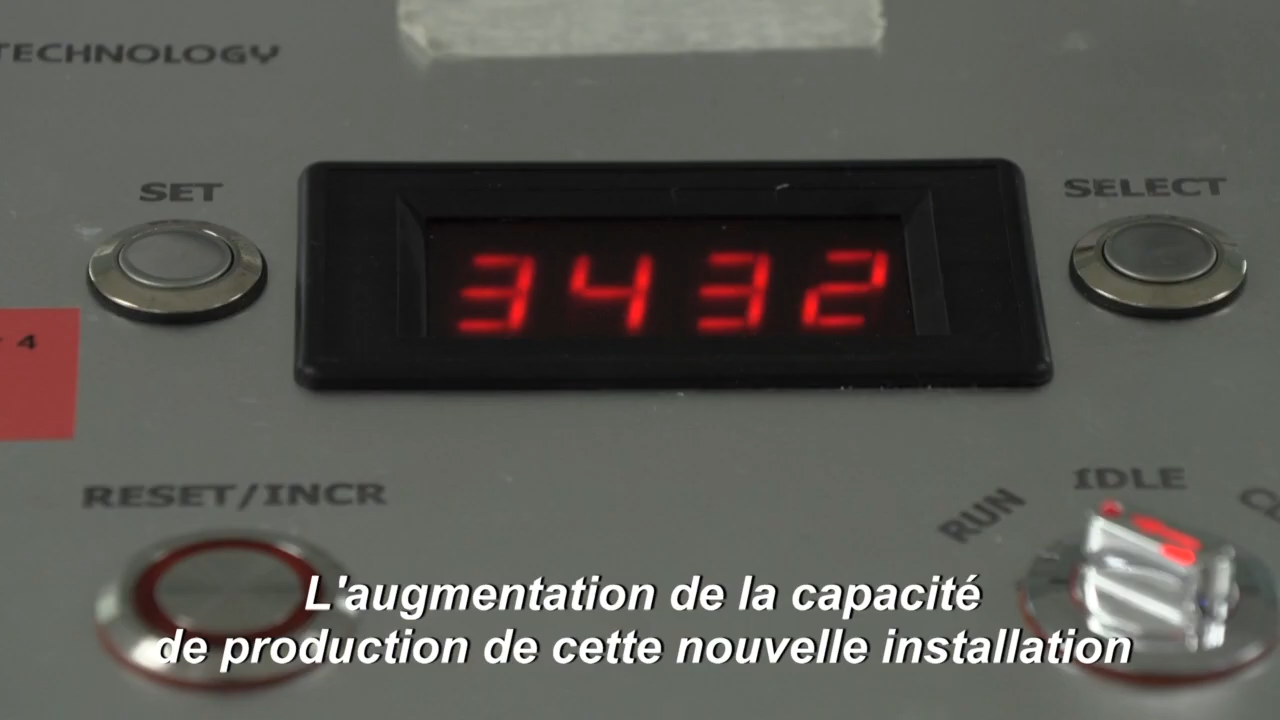 TECHNOLOGY
SET
SELECT
3432
4
RESET/INCR
IDLE
RUN
L'augmentation de la capacité
de production de cette nouvelle installation